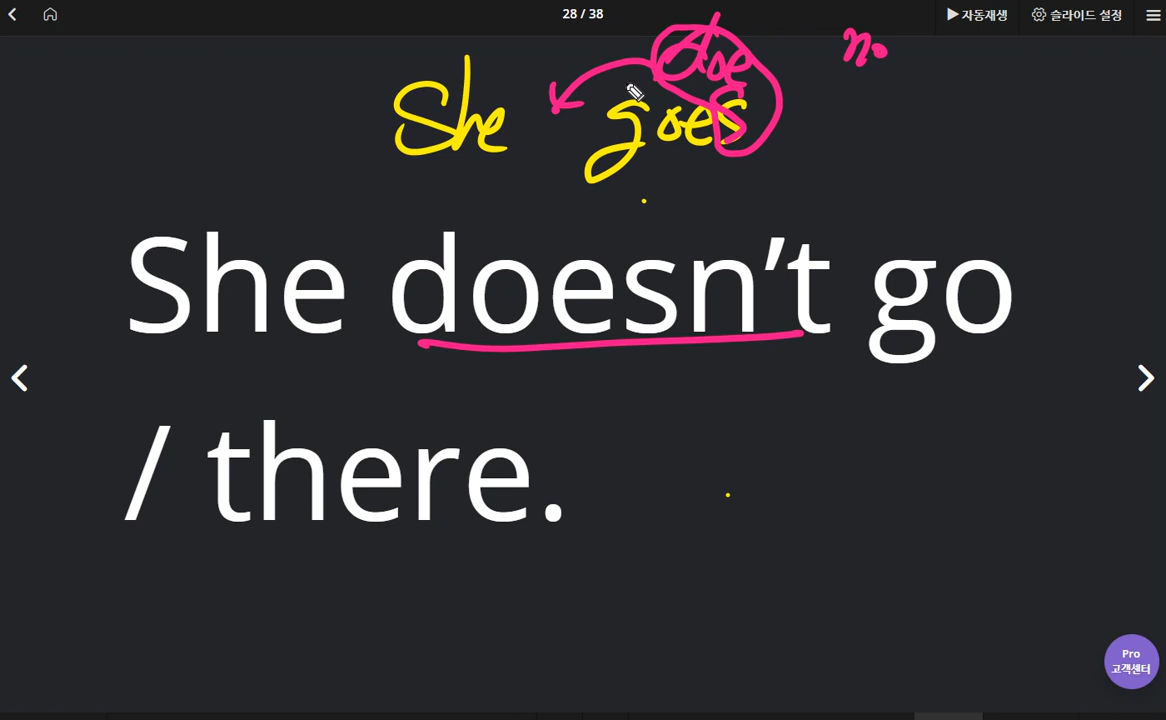 28 / 38
자동재생
슬라이드 설정
She goes
She doesn't go
/ there.
Pro
고객센터